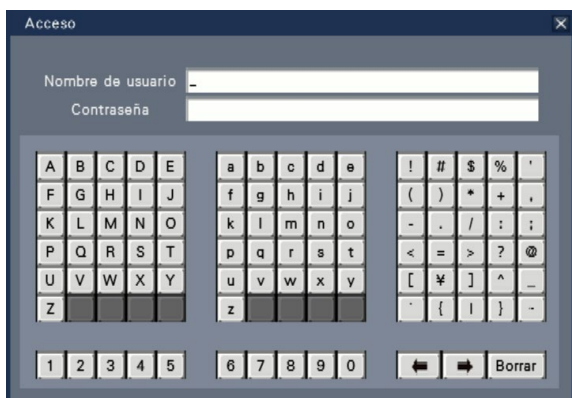 Acceso
Nombre de usuario _
Contraseña
A B C D E a b c d e ! # $ % '
F G H I J f g h i j ( ) * + ,
K L M N O k l m n o - . / : ;
P Q R S T p q r s t < = > ? @
U V W X Y u v w x y [ ¥ ] ^ _
Z z ` { | } ~
1 2 3 4 5 6 7 8 9 0 Borrar